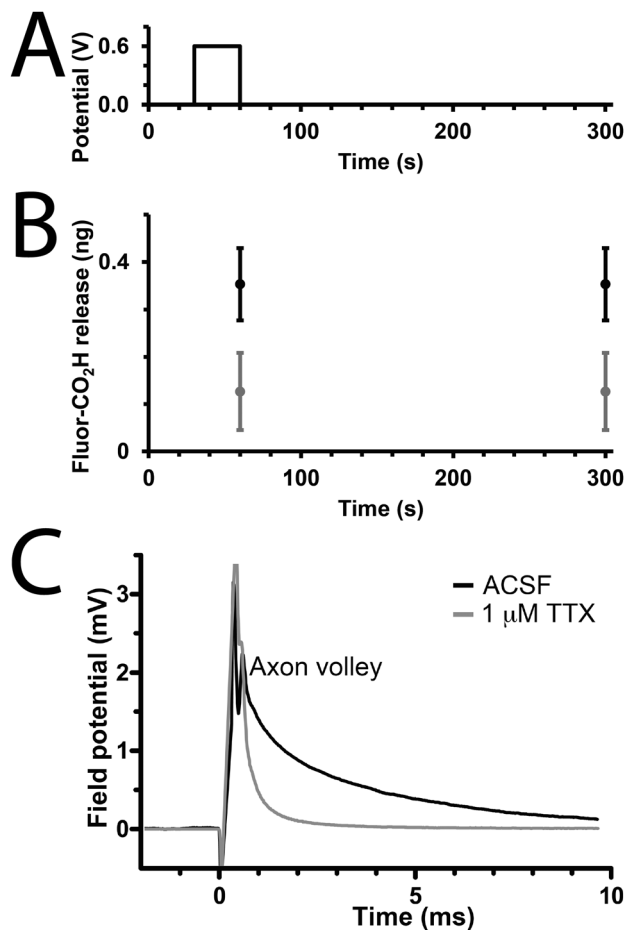 A
Potential (V)
0.6
0.0
0
100
200
300
Time (s)
B
Fluor-CO₂H release (ng)
0.4
0
0
100
200
300
Time (s)
C
Field potential (mV)
3
2
1
0
ACSF
1 μM TTX
Axon volley
0
5
10
Time (ms)